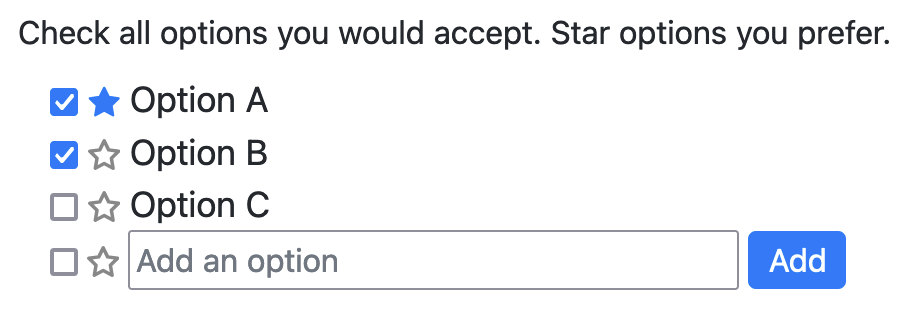 Check all options you would accept. Star options you prefer.
Option A
Option B
Option C
Add an option Add